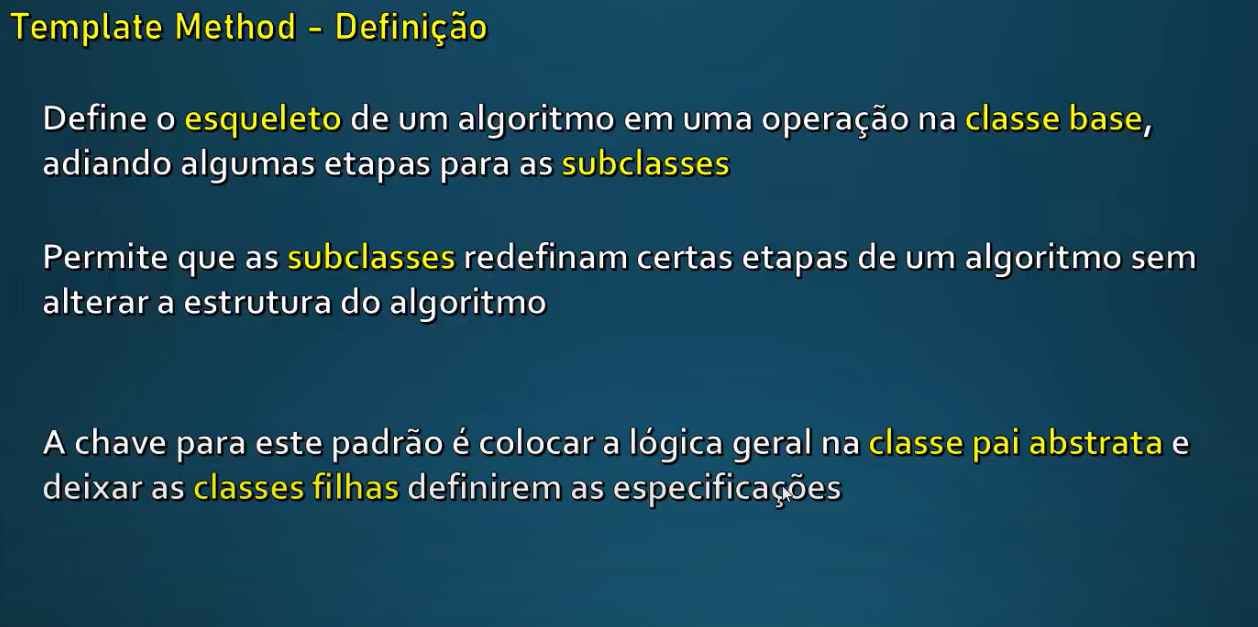 Template Method - Definição
Define o esqueleto de um algoritmo em uma operação na classe base,
adiando algumas etapas para as subclasses
Permite que as subclasses redefinam certas etapas de um algoritmo sem
alterar a estrutura do algoritmo
A chave para este padrão é colocar a lógica geral na classe pai abstrata e
deixar as classes filhas definirem as especificações